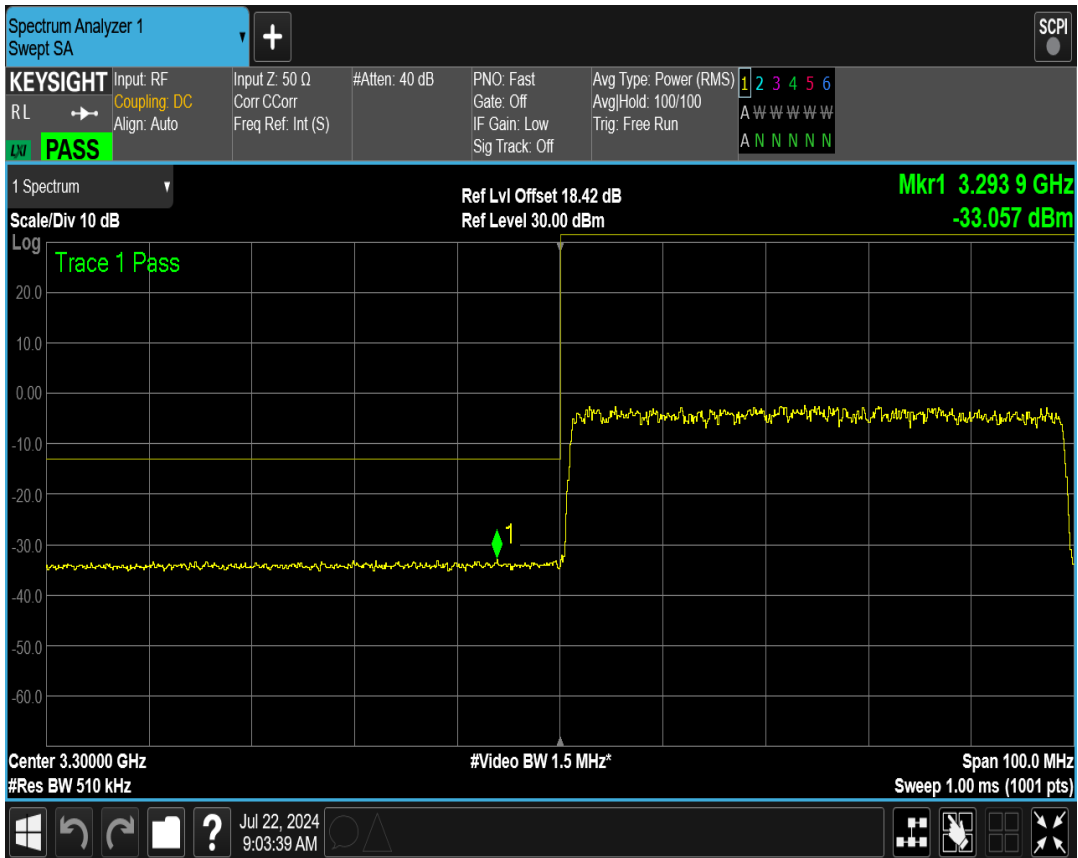 Spectrum Analyzer 1
Swept SA
+
SCPI
KEYSIGHT
R L
LXI PASS
Input: RF
Coupling: DC
Align: Auto
Input Z: 50 Ω
Corr CCorr
Freq Ref: Int (S)
#Atten: 40 dB
PNO: Fast
Gate: Off
IF Gain: Low
Sig Track: Off
Avg Type: Power (RMS)
Avg|Hold: 100/100
Trig: Free Run
1 2 3 4 5 6
A W W W W W
A N N N N N
1 Spectrum
Scale/Div 10 dB
Ref Lvl Offset 18.42 dB
Ref Level 30.00 dBm
Mkr1 3.293 9 GHz
-33.057 dBm
Log
Trace 1 Pass
20.0
10.0
0.00
-10.0
-20.0
-30.0
-40.0
-50.0
-60.0
1
Center 3.30000 GHz
#Res BW 510 kHz
#Video BW 1.5 MHz*
Span 100.0 MHz
Sweep 1.00 ms (1001 pts)
?
Jul 22, 2024
9:03:39 AM